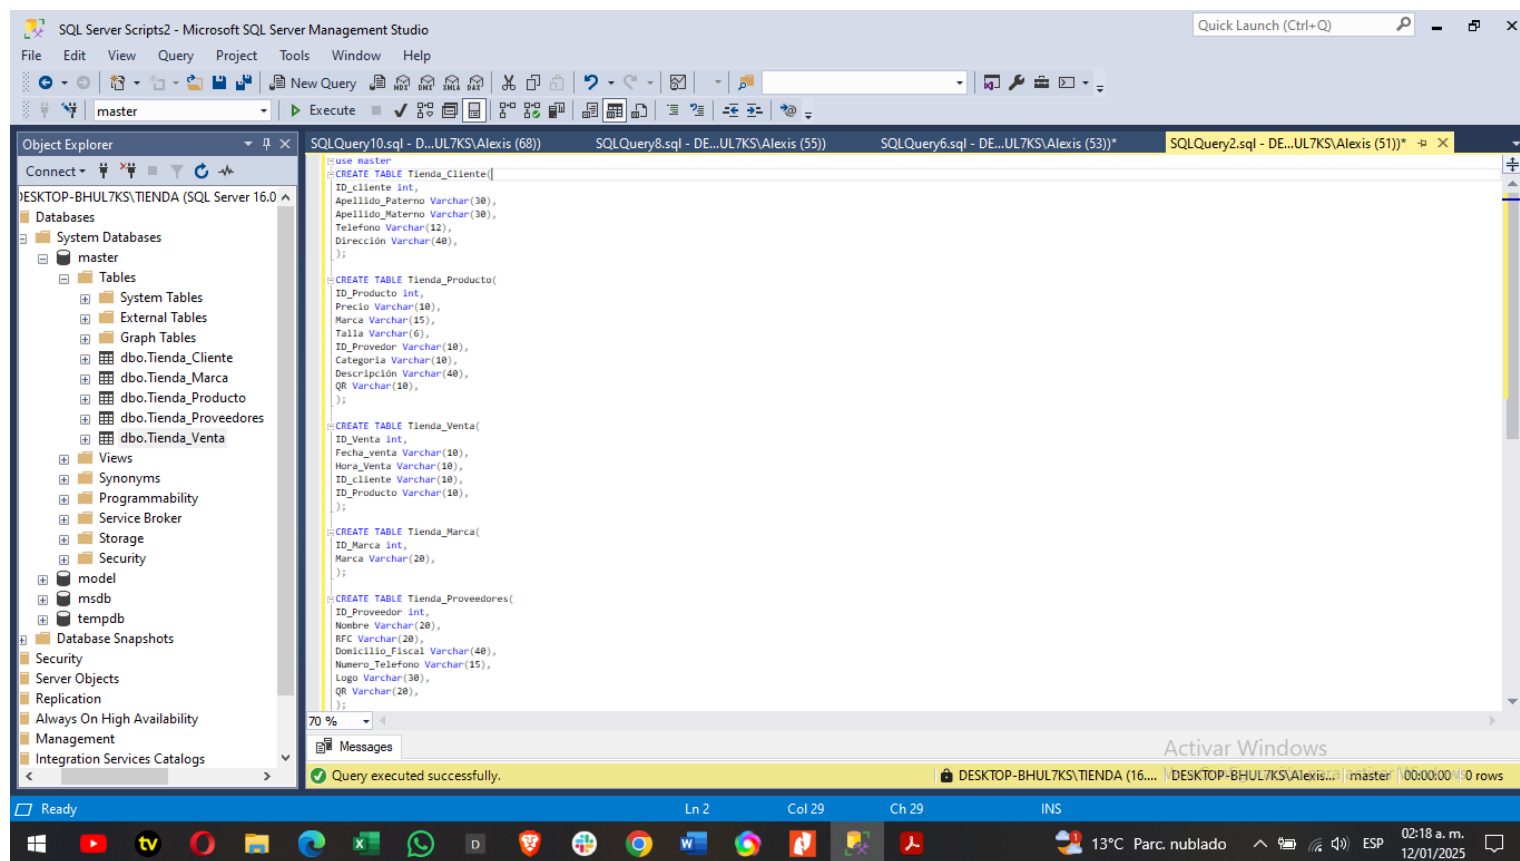 SQL Server Scripts2 - Microsoft SQL Server Management Studio
Quick Launch (Ctrl+Q)
File Edit View Query Project Tools Window Help
New Query MDX DMX XMLA DAX
master Execute
Object Explorer
SQLQuery10.sql - D...UL7KS\Alexis (68)) SQLQuery8.sql - DE...UL7KS\Alexis (55)) SQLQuery6.sql - DE...UL7KS\Alexis (53))* SQLQuery2.sql - DE...UL7KS\Alexis (51))*
Connect
DESKTOP-BHUL7KS\TIENDA (SQL Server 16.0
Databases
System Databases
master
Tables
System Tables
External Tables
Graph Tables
dbo.Tienda_Cliente
dbo.Tienda_Marca
dbo.Tienda_Producto
dbo.Tienda_Proveedores
dbo.Tienda_Venta
Views
Synonyms
Programmability
Service Broker
Storage
Security
model
msdb
tempdb
Database Snapshots
Security
Server Objects
Replication
Always On High Availability
Management
Integration Services Catalogs
use master
CREATE TABLE Tienda_Cliente(
ID_cliente int,
Apellido_Paterno Varchar(30),
Apellido_Materno Varchar(30),
Telefono Varchar(12),
Dirección Varchar(40),
);
CREATE TABLE Tienda_Producto(
ID_Producto int,
Precio Varchar(10),
Marca Varchar(15),
Talla Varchar(6),
ID_Provedor Varchar(10),
Categoria Varchar(10),
Descripción Varchar(40),
QR Varchar(10),
);
CREATE TABLE Tienda_Venta(
ID_Venta int,
Fecha_venta Varchar(10),
Hora_Venta Varchar(10),
ID_cliente Varchar(10),
ID_Producto Varchar(10),
);
CREATE TABLE Tienda_Marca(
ID_Marca int,
Marca Varchar(20),
);
CREATE TABLE Tienda_Proveedores(
ID_Proveedor int,
Nombre Varchar(20),
RFC Varchar(20),
Domicilio_Fiscal Varchar(40),
Numero_Telefono Varchar(15),
Logo Varchar(30),
QR Varchar(20),
);
70 %
Messages
Activar Windows
Query executed successfully.
DESKTOP-BHUL7KS\TIENDA (16.... DESKTOP-BHUL7KS\Alexis... master 00:00:00 0 rows
Ready Ln 2 Col 29 Ch 29 INS
13°C Parc. nublado ESP 02:18 a. m.
12/01/2025